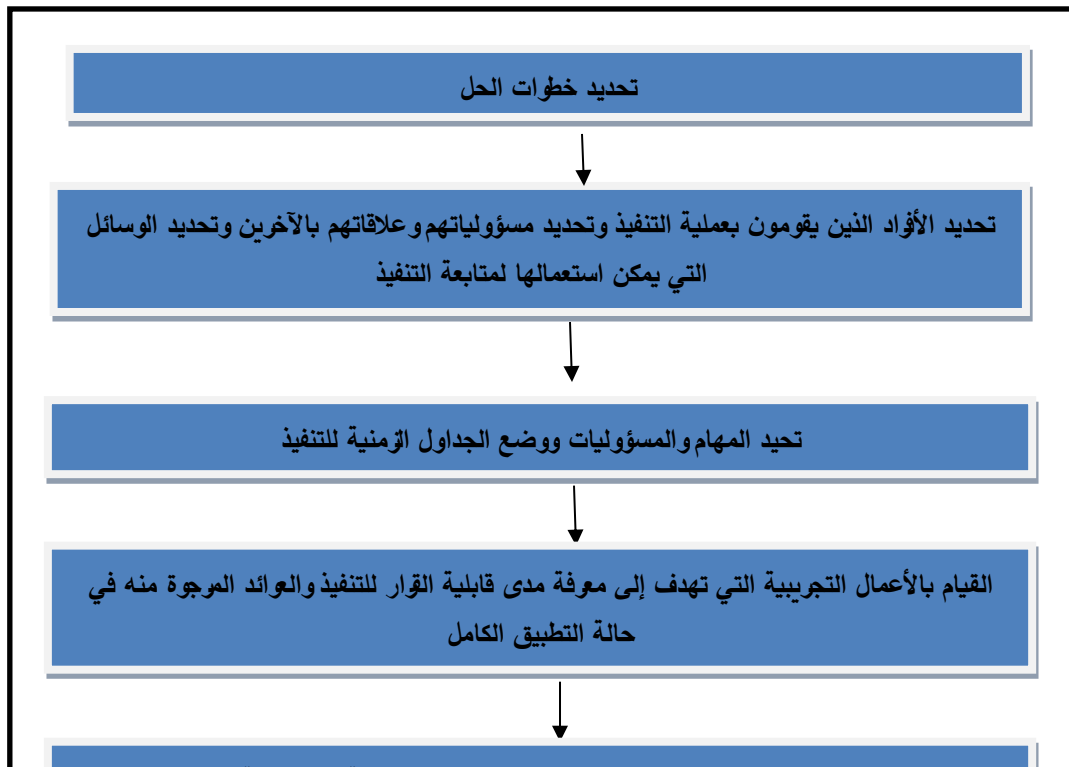 تحديد خطوات الحل
تحديد الأفراد الذين يقومون بعملية التنفيذ وتحديد مسؤولياتهم وعلاقاتهم بالآخرين وتحديد الوسائل
التي يمكن استعمالها لمتابعة التنفيذ
تحيد المهام والمسؤوليات ووضع الجداول الزمنية للتنفيذ
القيام بالأعمال التجريبية التي تهدف إلى معرفة مدى قابلية القرار للتنفيذ والعوائد المرجوة منه في
حالة التطبيق الكامل